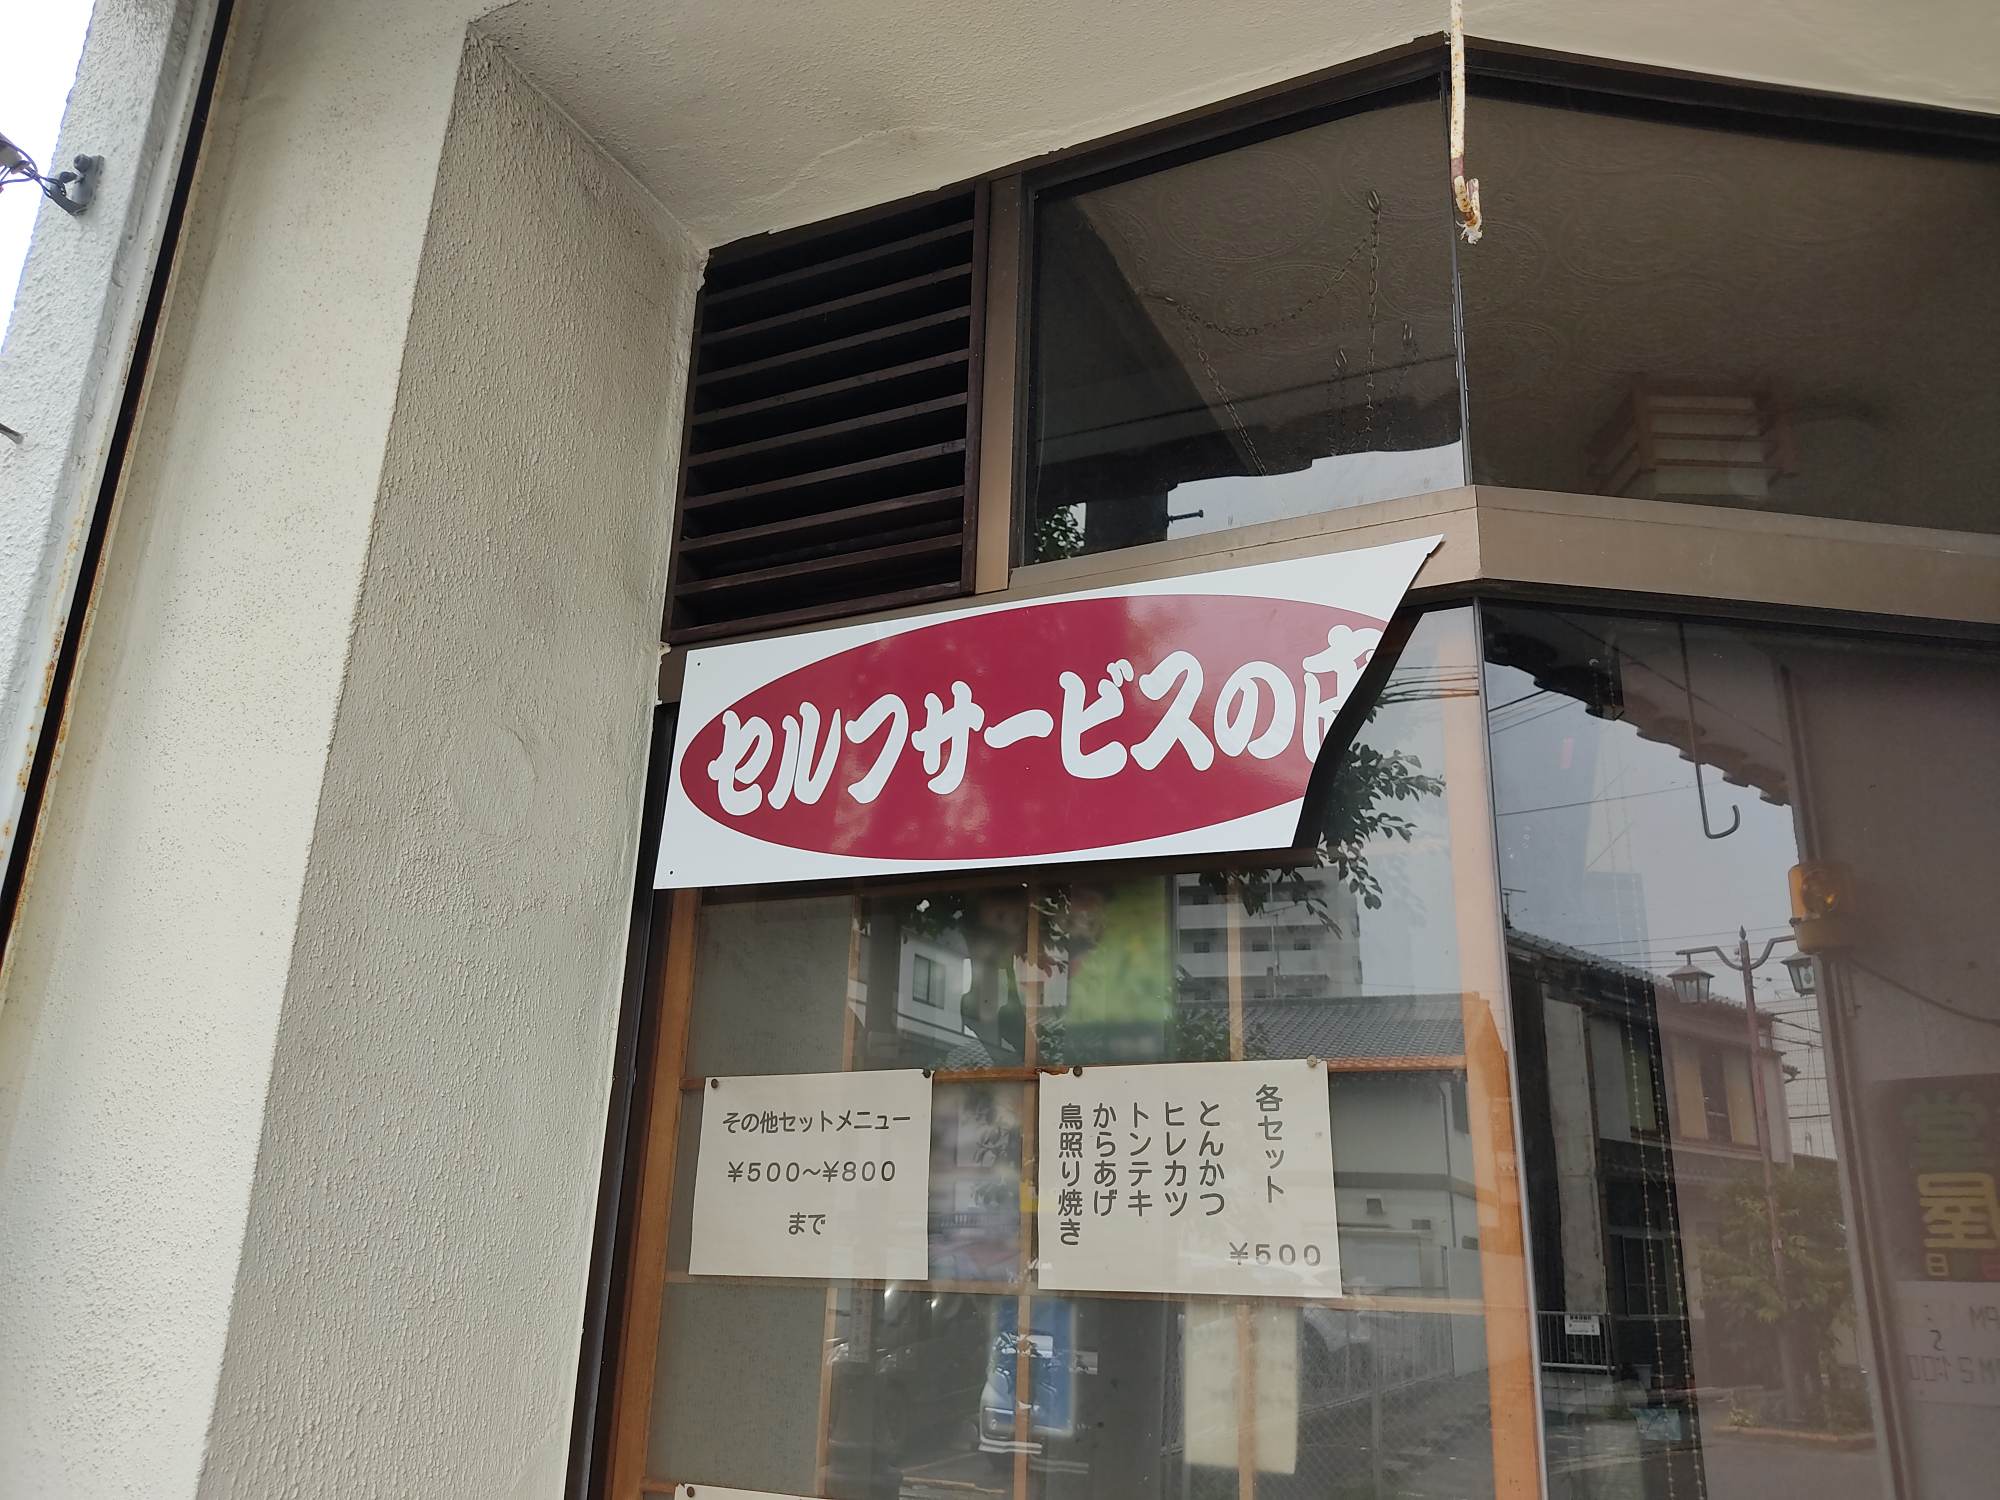 セルフサービスの店
その他セットメニュー
¥500〜¥800
まで
各セット
とんかつ
ヒレカツ
トンテキ
からあげ
鳥照り焼き
¥500